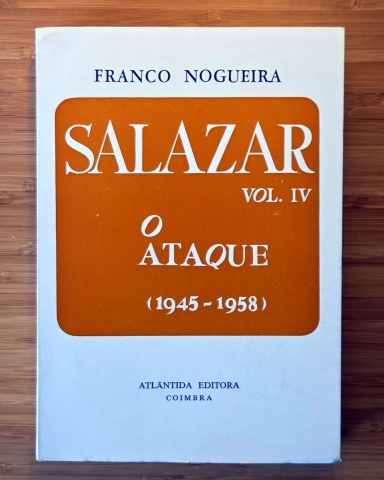 FRANCO NOGUEIRA
SALAZAR
VOL. IV
O
ATAQUE
(1945-1958)
ATLÂNTIDA EDITORA
COIMBRA